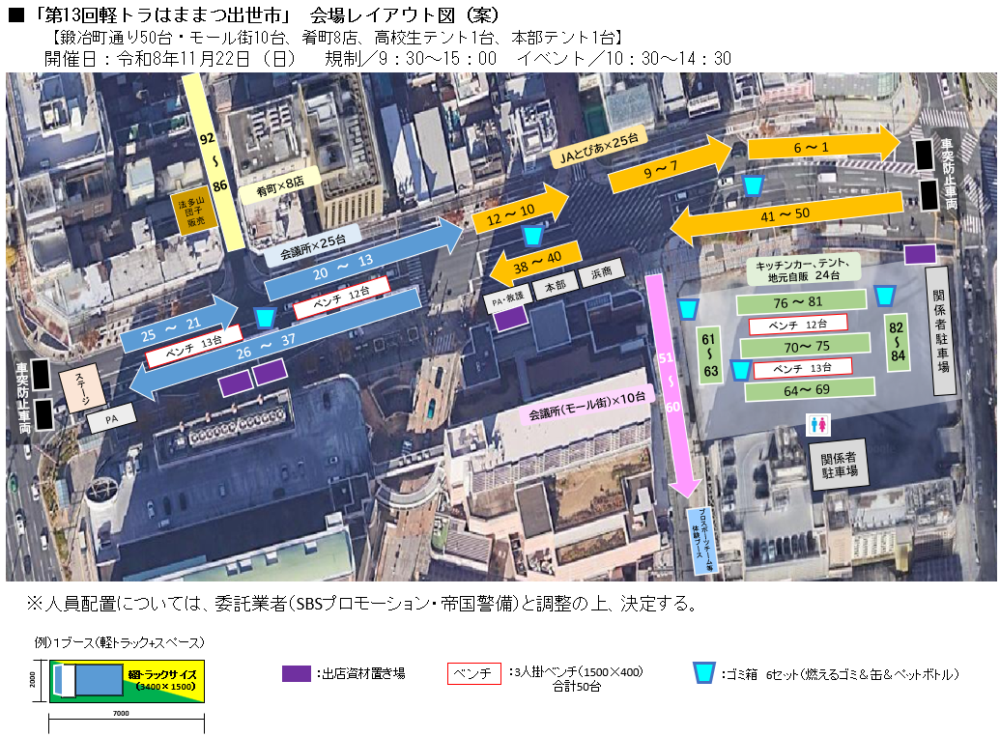 ■「第13回軽トラはままつ出世市」 会場レイアウト図（案）
【鍛冶町通り50台・モール街10台、肴町8店、高校生テント1台、本部テント1台】
開催日：令和8年11月22日（日） 規制／9：30～15：00 イベント／10：30～14：30
92
～
86
法多山
団子
販売
肴町×8店
JAとぴあ×25台
9～7
6～1
車突防止車両
12～10
41～50
会議所×25台
20 ～ 13
38～40
キッチンカー、テント、
地元自販 24台
PA・救護
本部
浜商
ベンチ 12台
25 ～ 21
ベンチ 13台
26 ～ 37
76～81
ベンチ 12台
70～75
ベンチ 13台
64～69
61
～
63
82
～
84
関係者駐車場
51
～
60
車突防止車両
ステージ
PA
会議所（モール街）×10台
関係者
駐車場
プロスポーツチーム等
体験ブース
※人員配置については、委託業者（SBSプロモーション・帝国警備）と調整の上、決定する。
例）1ブース（軽トラック+スペース）
2000
（3400×1500）
7000
：出店資材置き場
ベンチ
：3人掛ベンチ（1500×400）
合計50台
：ゴミ箱 6セット（燃えるゴミ＆缶＆ペットボトル）